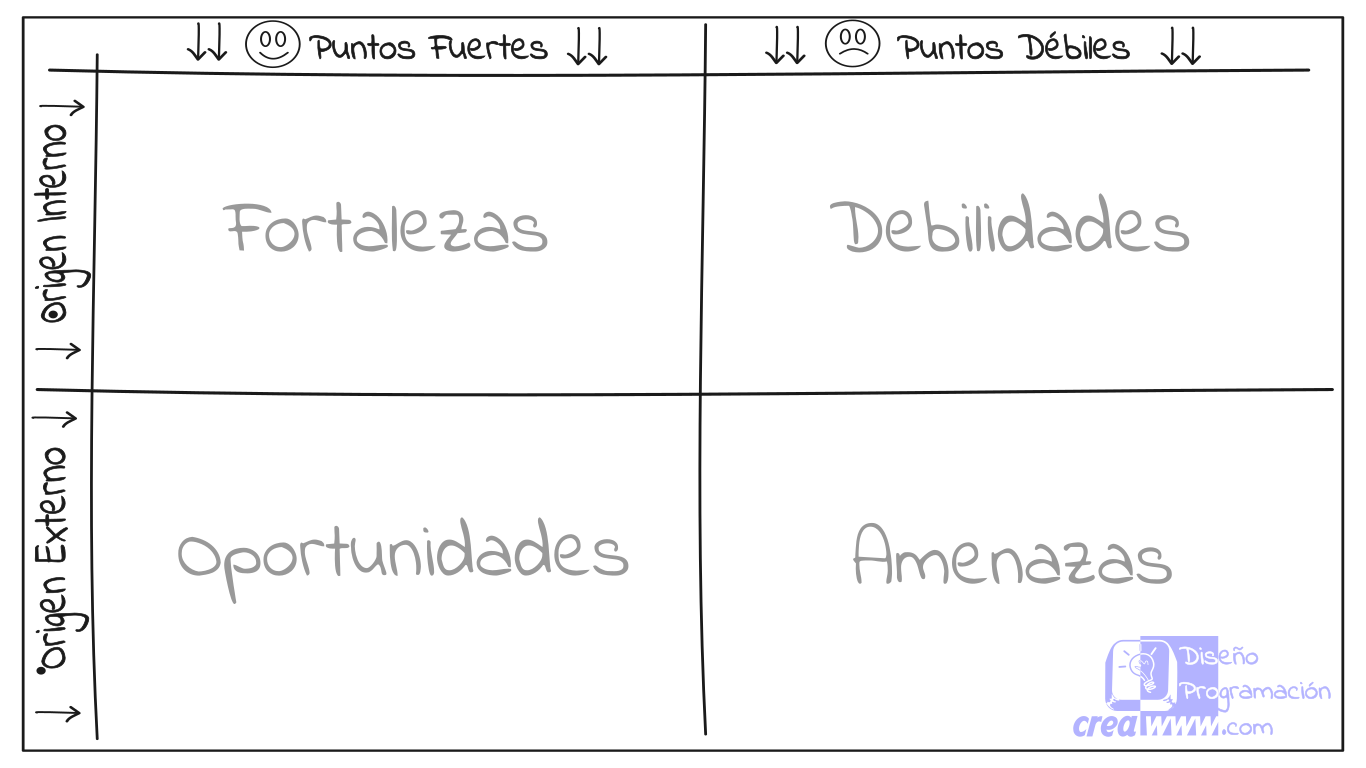 Puntos Fuertes
Puntos Débiles
Origen Interno
Fortalezas
Debilidades
Origen Externo
Oportunidades
Amenazas
Diseño
Programación
creawww.com